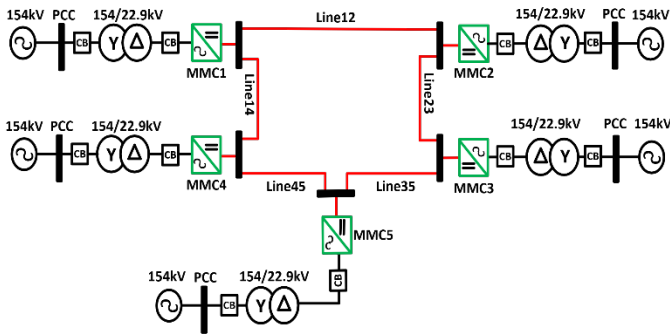 154kV PCC 154/22.9kV
CB Y Δ CB
MMC1
Line12
154/22.9kV PCC 154kV
CB Δ Y CB
MMC2
Line14
Line23
154kV PCC 154/22.9kV
CB Y Δ CB
MMC4
154/22.9kV PCC 154kV
CB Δ Y CB
MMC3
Line45
Line35
MMC5
CB
154kV PCC 154/22.9kV
CB Y Δ